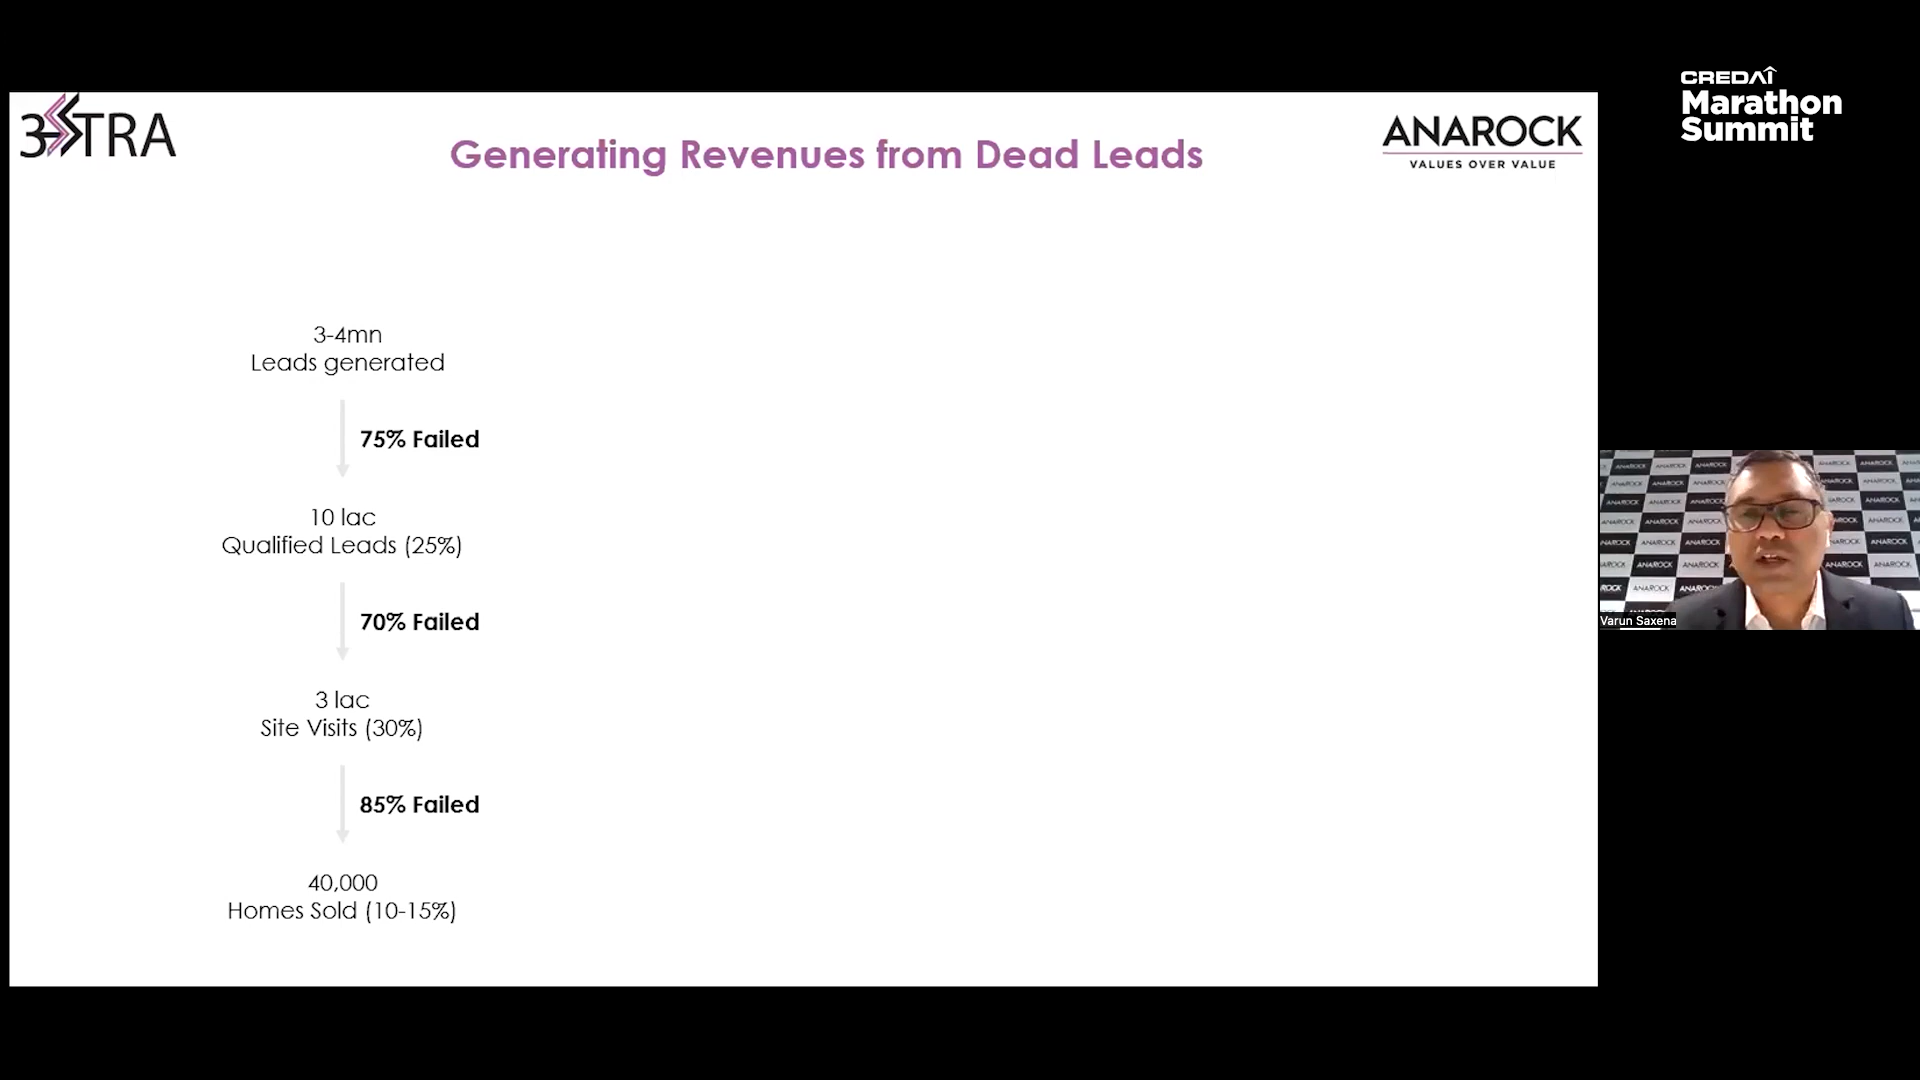 3STRA
Generating Revenues from Dead Leads
ANAROCK
VALUES OVER VALUE
CREDAI
Marathon
Summit
3-4mn
Leads generated
75% Failed
10 lac
Qualified Leads (25%)
70% Failed
3 lac
Site Visits (30%)
85% Failed
40,000
Homes Sold (10-15%)
ANAROCK
Varun Saxena